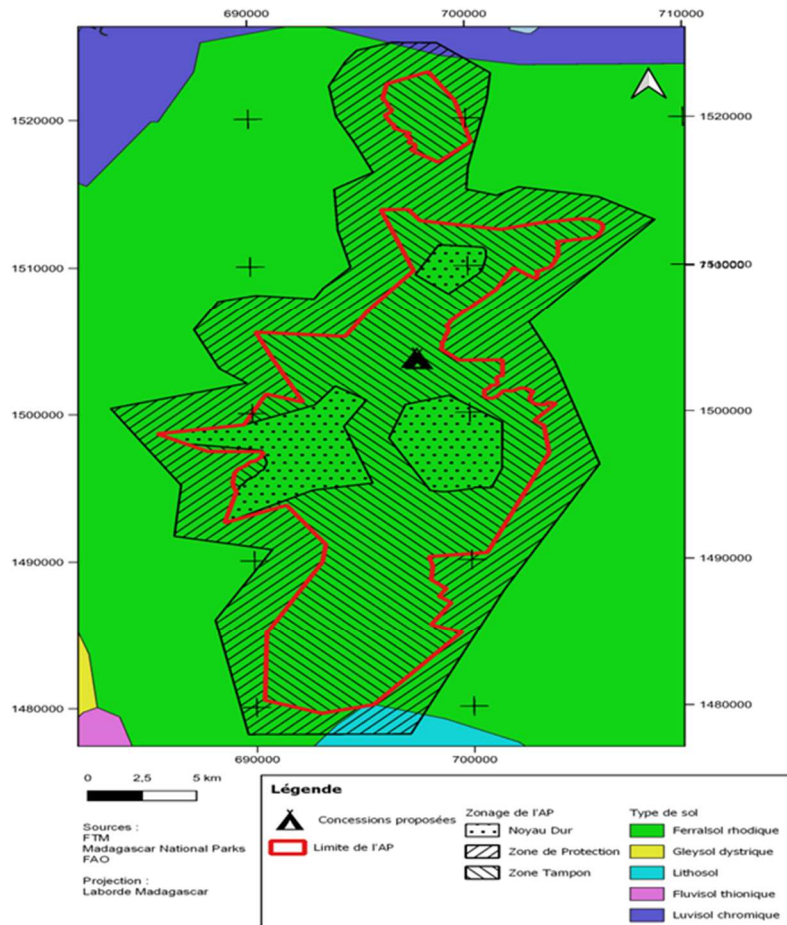 690000 700000 710000
1520000 1520000
1510000
1500000 1500000
1490000 1490000
1480000 1480000
690000 700000
0 2,5 5 km
Sources :
FTM
Madagascar National Parks
FAO
Projection :
Laborde Madagascar
Légende
Concessions proposées
Limite de l'AP
Zonage de l'AP
Noyau Dur
Zone de Protection
Zone Tampon
Type de sol
Ferralsol rhodique
Gleysol dystrique
Lithosol
Fluvisol thionique
Luvisol chromique